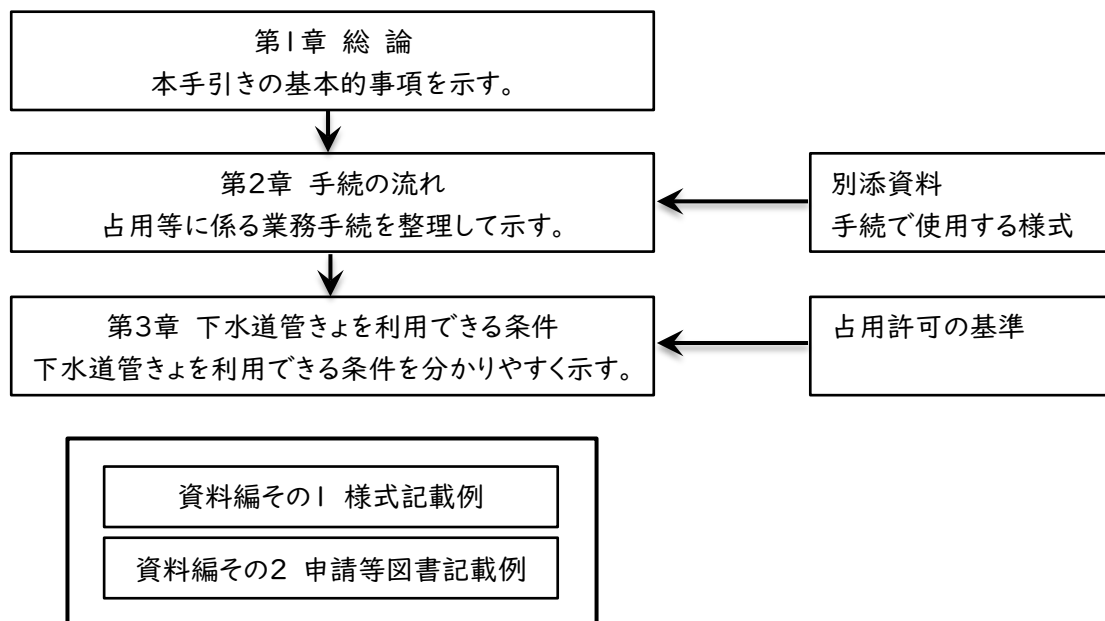 第1章 総 論
本手引きの基本的事項を示す。
第2章 手続の流れ
占用等に係る業務手続を整理して示す。
別添資料
手続で使用する様式
第3章 下水道管きょを利用できる条件
下水道管きょを利用できる条件を分かりやすく示す。
占用許可の基準
資料編その1 様式記載例
資料編その2 申請等図書記載例